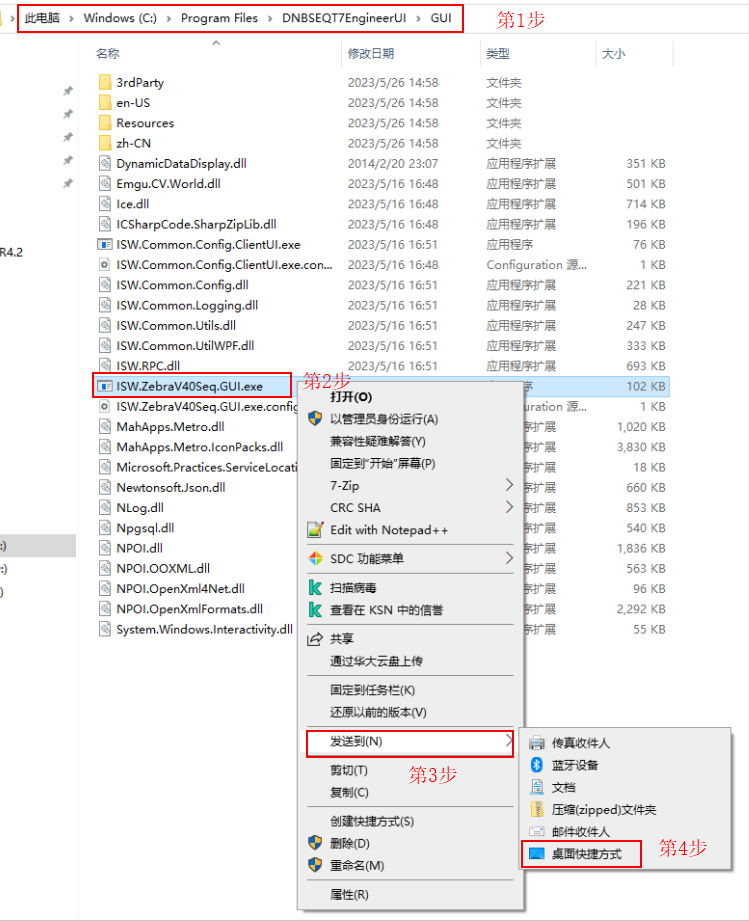 此电脑 > Windows (C:) > Program Files > DNBSEQT7EngineerUI > GUI 第1步
名称 修改日期 类型 大小
3rdParty 2023/5/26 14:58 文件夹
en-US 2023/5/26 14:58 文件夹
Resources 2023/5/26 14:58 文件夹
zh-CN 2023/5/26 14:58 文件夹
DynamicDataDisplay.dll 2014/2/20 23:07 应用程序扩展 351 KB
Emgu.CV.World.dll 2023/5/16 16:48 应用程序扩展 501 KB
Ice.dll 2023/5/16 16:48 应用程序扩展 714 KB
ICSharpCode.SharpZipLib.dll 2023/5/16 16:48 应用程序扩展 196 KB
R4.2
ISW.Common.Config.ClientUI.exe 2023/5/16 16:51 应用程序 76 KB
ISW.Common.Config.ClientUI.exe.con... 2023/5/16 16:48 Configuration 源... 1 KB
ISW.Common.Config.dll 2023/5/16 16:51 应用程序扩展 221 KB
ISW.Common.Logging.dll 2023/5/16 16:51 应用程序扩展 28 KB
ISW.Common.Utils.dll 2023/5/16 16:51 应用程序扩展 247 KB
ISW.Common.UtilWPF.dll 2023/5/16 16:51 应用程序扩展 333 KB
ISW.RPC.dll 2023/5/16 16:51 应用程序扩展 693 KB
ISW.ZebraV40Seq.GUI.exe 第2步 序 102 KB
ISW.ZebraV40Seq.GUI.exe.config uration 源... 1 KB
MahApps.Metro.dll 序扩展 1,020 KB
MahApps.Metro.IconPacks.dll 序扩展 3,830 KB
Microsoft.Practices.ServiceLocati 序扩展 18 KB
Newtonsoft.Json.dll 序扩展 660 KB
NLog.dll 序扩展 853 KB
Npgsql.dll 序扩展 540 KB
:) NPOI.dll 序扩展 1,836 KB
:) NPOI.OOXML.dll 序扩展 563 KB
) NPOI.OpenXml4Net.dll 序扩展 96 KB
NPOI.OpenXmlFormats.dll 序扩展 2,292 KB
System.Windows.Interactivity.dll 序扩展 55 KB
打开(O)
以管理员身份运行(A)
兼容性疑难解答(Y)
固定到"开始"屏幕(P)
7-Zip
CRC SHA
Edit with Notepad++
SDC 功能菜单
扫描病毒
查看在 KSN 中的信誉
共享
通过华大云盘上传
固定到任务栏(K)
还原以前的版本(V)
发送到(N)
剪切(T) 第3步
复制(C)
创建快捷方式(S)
删除(D)
重命名(M)
属性(R)
传真收件人
蓝牙设备
文档
压缩(zipped)文件夹
邮件收件人
桌面快捷方式 第4步